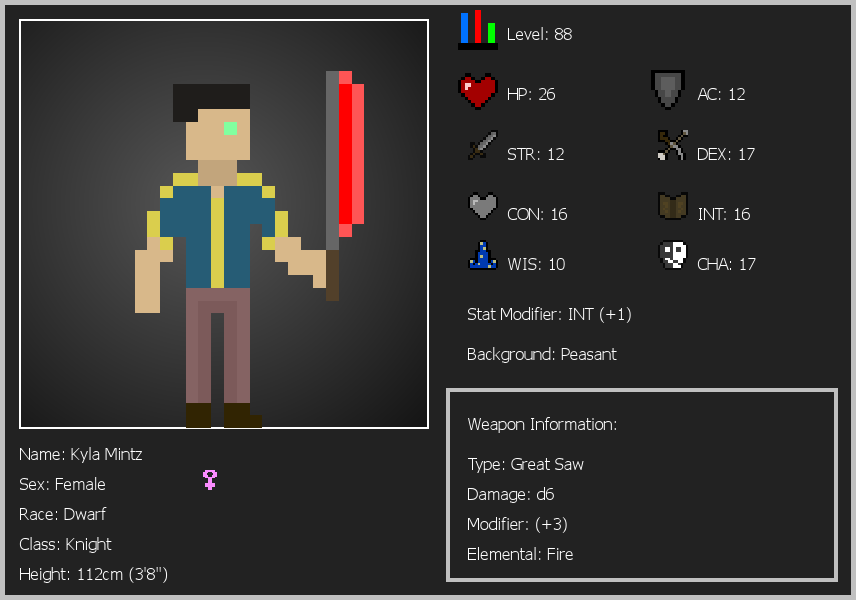 Level: 88
HP: 26
AC: 12
STR: 12
DEX: 17
CON: 16
INT: 16
WIS: 10
CHA: 17
Stat Modifier: INT (+1)
Background: Peasant
Weapon Information:
Type: Great Saw
Damage: d6
Modifier: (+3)
Elemental: Fire
Name: Kyla Mintz
Sex: Female
Race: Dwarf
Class: Knight
Height: 112cm (3'8")